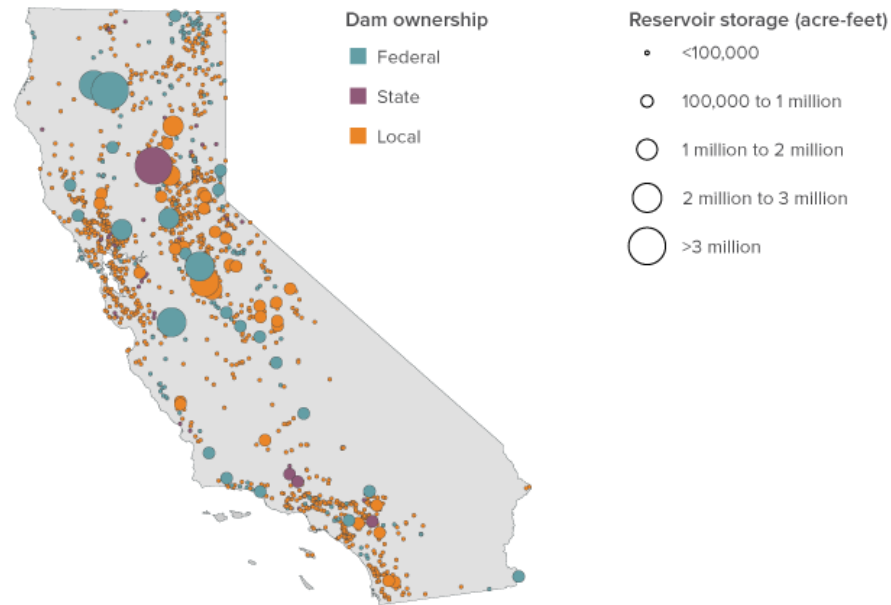 Dam ownership
Federal
State
Local
Reservoir storage (acre-feet)
<100,000
100,000 to 1 million
1 million to 2 million
2 million to 3 million
>3 million